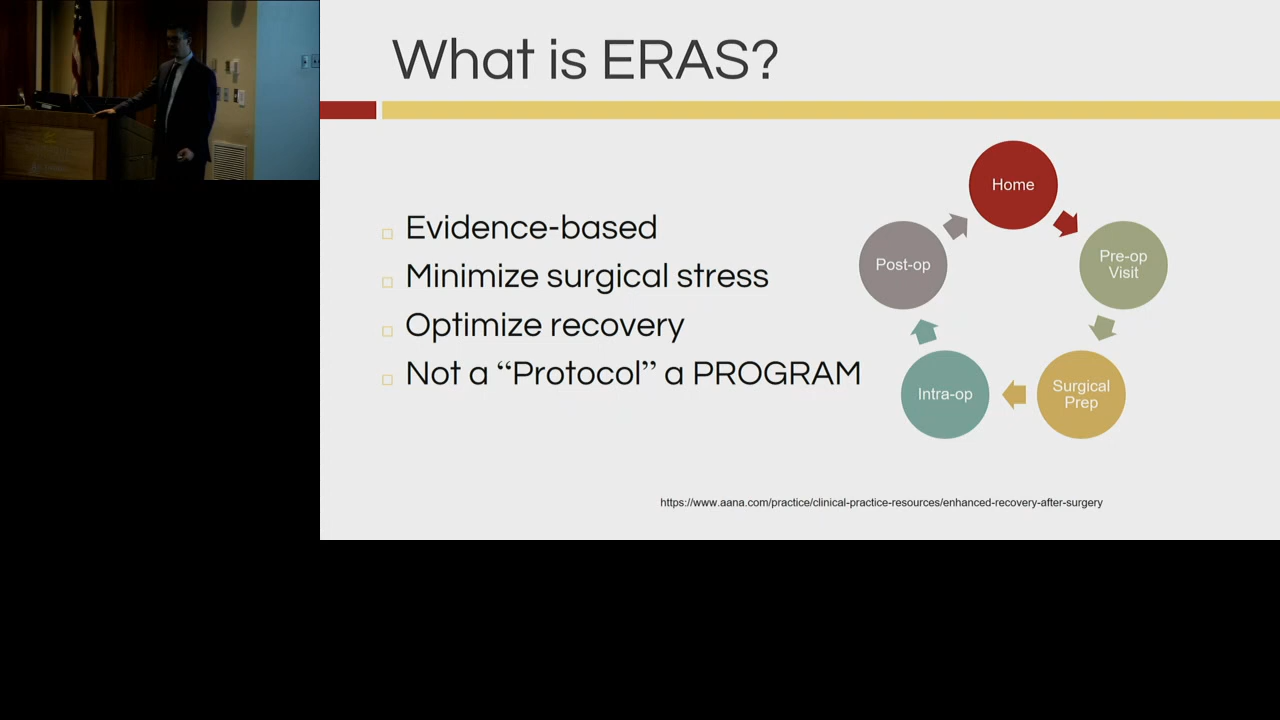 What is ERAS?
Evidence-based
Minimize surgical stress
Optimize recovery
Not a “Protocol” a PROGRAM
Home
Pre-op
Visit
Surgical
Prep
Intra-op
Post-op
https://www.aana.com/practice/clinical-practice-resources/enhanced-recovery-after-surgery